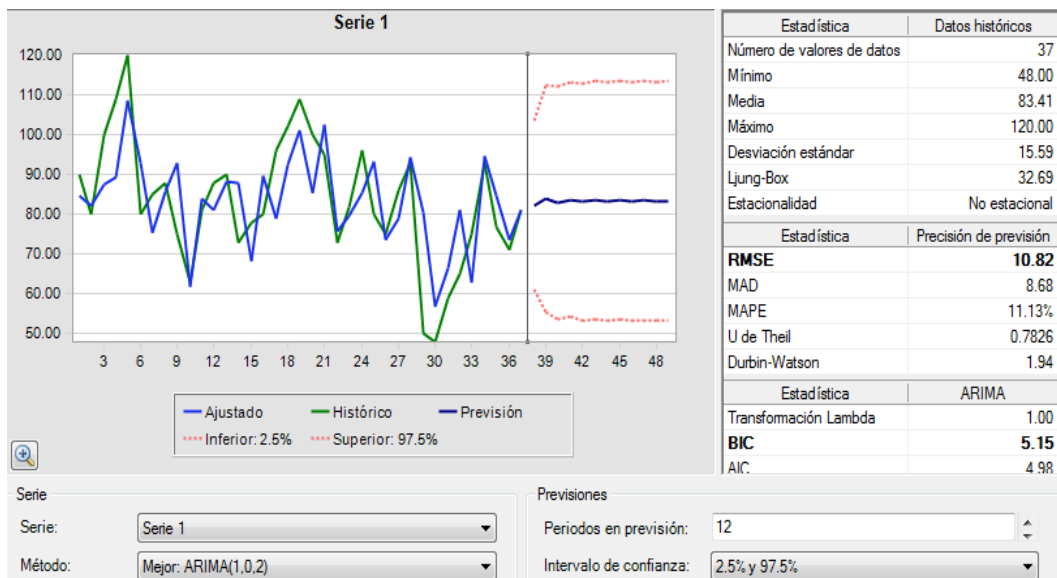 Serie 1
120.00
110.00
100.00
90.00
80.00
70.00
60.00
50.00
3 6 9 12 15 18 21 24 27 30 33 36 39 42 45 48
Ajustado Histórico Previsión
Inferior: 2.5% Superior: 97.5%
Estadística Datos históricos
Número de valores de datos 37
Mínimo 48.00
Media 83.41
Máximo 120.00
Desviación estándar 15.59
Ljung-Box 32.69
Estacionalidad No estacional
Estadística Precisión de previsión
RMSE 10.82
MAD 8.68
MAPE 11.13%
U de Theil 0.7826
Durbin-Watson 1.94
Estadística ARIMA
Transformación Lambda 1.00
BIC 5.15
AIC 4.98
Serie
Serie: Serie 1
Método: Mejor: ARIMA(1,0,2)
Previsiones
Periodos en previsión: 12
Intervalo de confianza: 2.5% y 97.5%